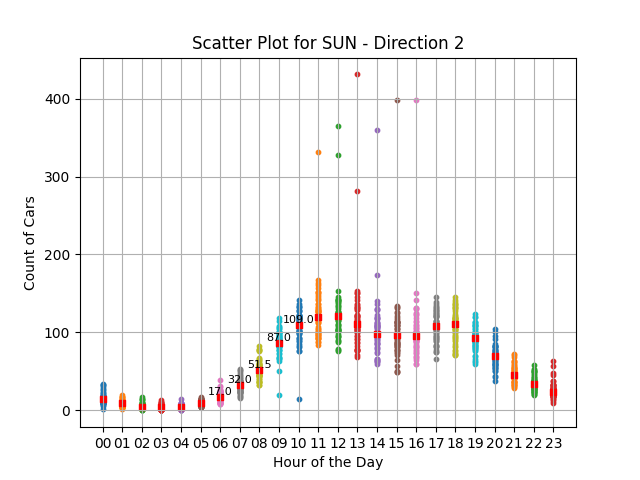 Scatter Plot for SUN - Direction 2
Count of Cars
400
300
200
100
0
109.0
87.0
51.5
32.0
17.0
00 01 02 03 04 05 06 07 08 09 10 11 12 13 14 15 16 17 18 19 20 21 22 23
Hour of the Day